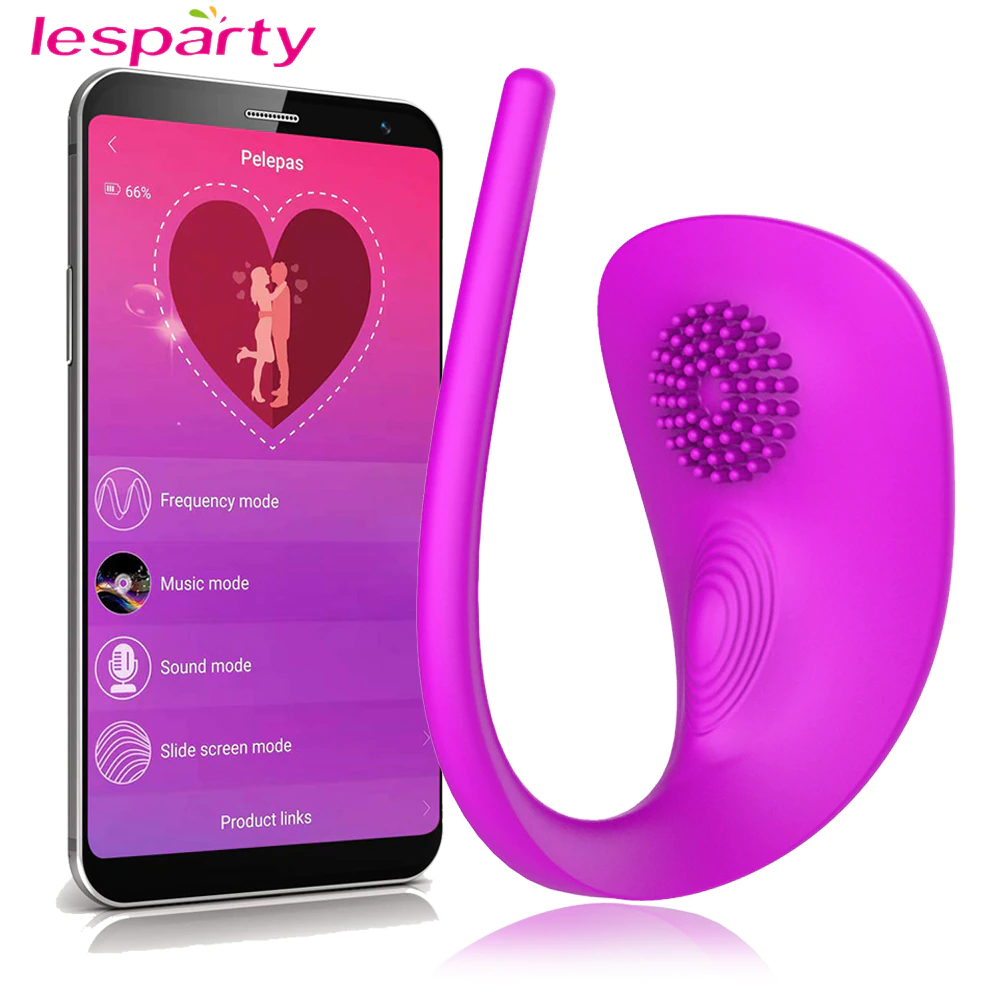 lesparty
Pelepas
66%
Frequency mode
Music mode
Sound mode
Slide screen mode
Product links